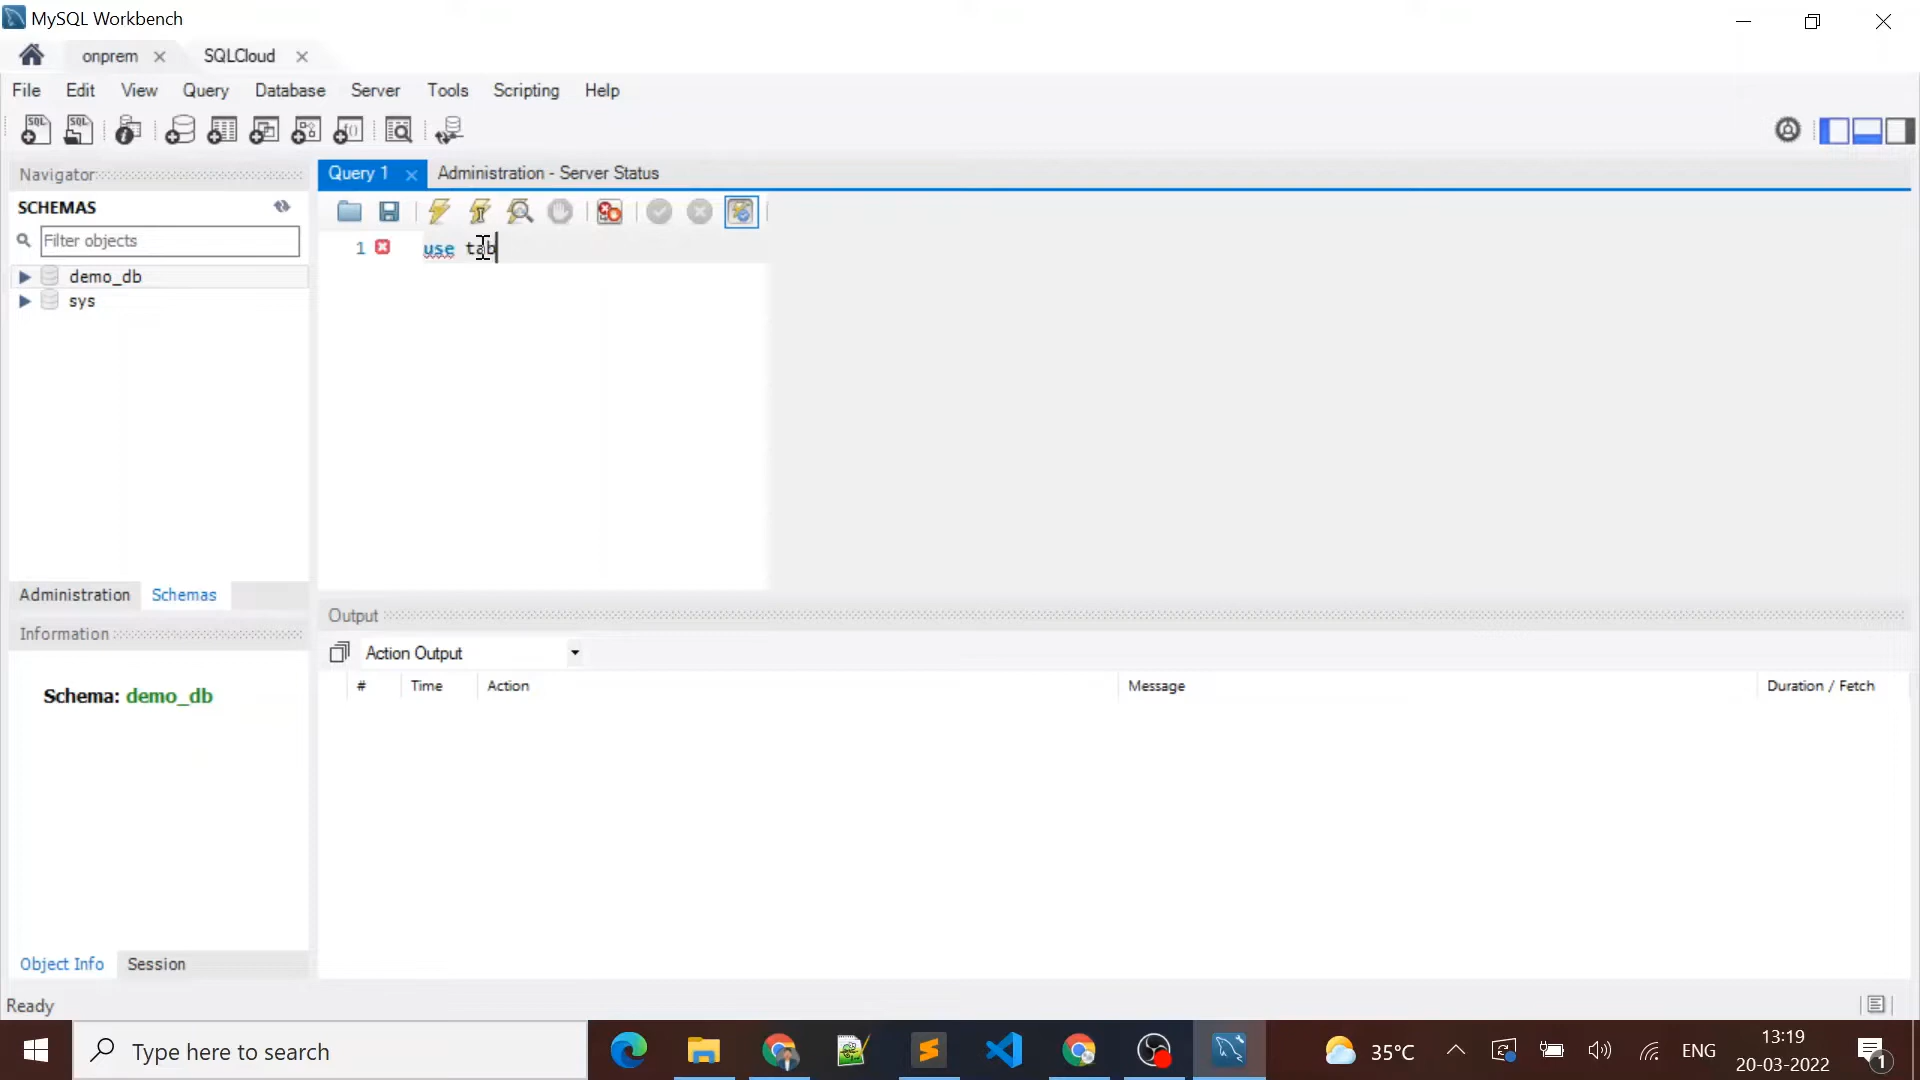 MySQL Workbench
onprem
SQLCloud
File Edit View Query Database Server Tools Scripting Help
Navigator
Query 1
Administration - Server Status
SCHEMAS
Filter objects
1 use tab
demo_db
sys
Administration Schemas
Output
Information
Action Output
# Time Action Message Duration / Fetch
Schema: demo_db
Object Info Session
Ready
Type here to search
35°C
ENG
13:19
20-03-2022
1